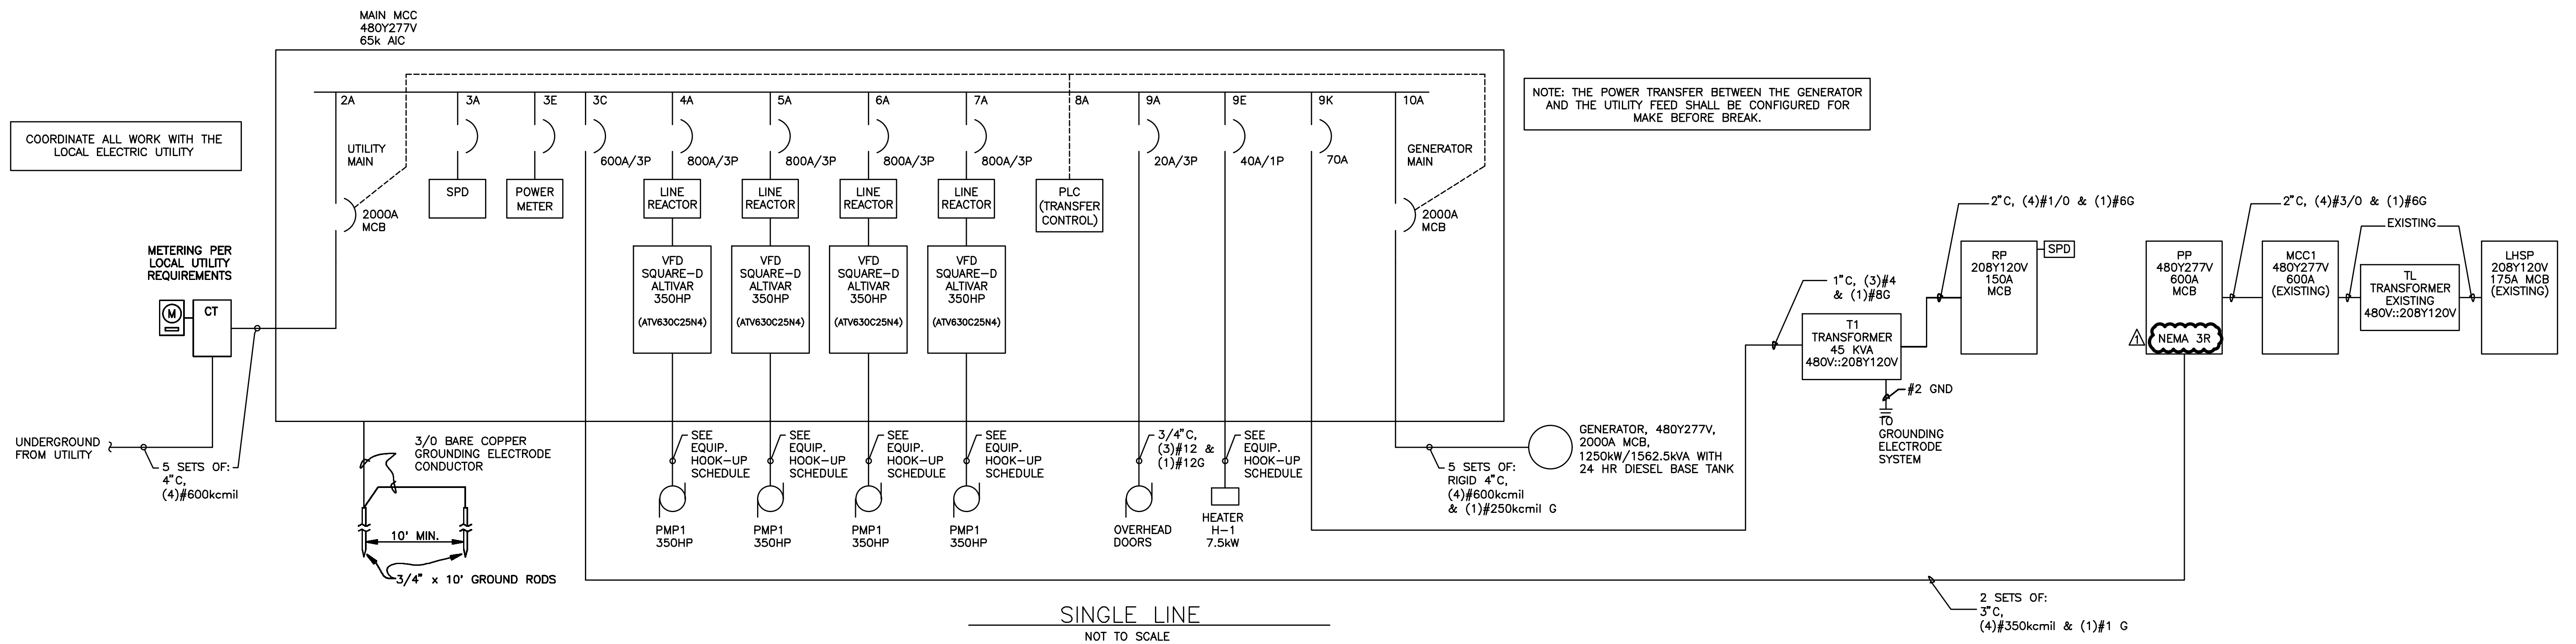 MAIN MCC
480Y277V
65k AIC
COORDINATE ALL WORK WITH THE
LOCAL ELECTRIC UTILITY
NOTE: THE POWER TRANSFER BETWEEN THE GENERATOR
AND THE UTILITY FEED SHALL BE CONFIGURED FOR
MAKE BEFORE BREAK.
2A
3A
3E
3C
4A
5A
6A
7A
8A
9A
9E
9K
10A
UTILITY
MAIN
2000A
MCB
600A/3P
800A/3P
800A/3P
800A/3P
800A/3P
20A/3P
40A/1P
70A
GENERATOR
MAIN
2000A
MCB
SPD
POWER
METER
LINE
REACTOR
LINE
REACTOR
LINE
REACTOR
LINE
REACTOR
PLC
(TRANSFER
CONTROL)
VFD
SQUARE-D
ALTIVAR
350HP
(ATV630C25N4)
VFD
SQUARE-D
ALTIVAR
350HP
(ATV630C25N4)
VFD
SQUARE-D
ALTIVAR
350HP
(ATV630C25N4)
VFD
SQUARE-D
ALTIVAR
350HP
(ATV630C25N4)
METERING PER
LOCAL UTILITY
REQUIREMENTS
M
CT
UNDERGROUND
FROM UTILITY
5 SETS OF:
4"C,
(4)#600kcmil
3/0 BARE COPPER
GROUNDING ELECTRODE
CONDUCTOR
10' MIN.
3/4" x 10' GROUND RODS
SEE
EQUIP.
HOOK-UP
SCHEDULE
PMP1
350HP
SEE
EQUIP.
HOOK-UP
SCHEDULE
PMP1
350HP
SEE
EQUIP.
HOOK-UP
SCHEDULE
PMP1
350HP
SEE
EQUIP.
HOOK-UP
SCHEDULE
PMP1
350HP
3/4"C,
(3)#12 &
(1)#12G
OVERHEAD
DOORS
SEE
EQUIP.
HOOK-UP
SCHEDULE
HEATER
H-1
7.5kW
5 SETS OF:
RIGID 4"C,
(4)#600kcmil
& (1)#250kcmil G
GENERATOR, 480Y277V,
2000A MCB,
1250kW/1562.5kVA WITH
24 HR DIESEL BASE TANK
1"C, (3)#4
& (1)#8G
T1
TRANSFORMER
45 KVA
480V::208Y120V
#2 GND
TO
GROUNDING
ELECTRODE
SYSTEM
2"C, (4)#1/0 & (1)#6G
RP
208Y120V
150A
MCB
SPD
PP
480Y277V
600A
MCB
NEMA 3R
1
2"C, (4)#3/0 & (1)#6G
MCC1
480Y277V
600A
(EXISTING)
EXISTING
TL
TRANSFORMER
EXISTING
480V::208Y120V
LHSP
208Y120V
175A MCB
(EXISTING)
2 SETS OF:
3"C,
(4)#350kcmil & (1)#1 G
SINGLE LINE
NOT TO SCALE